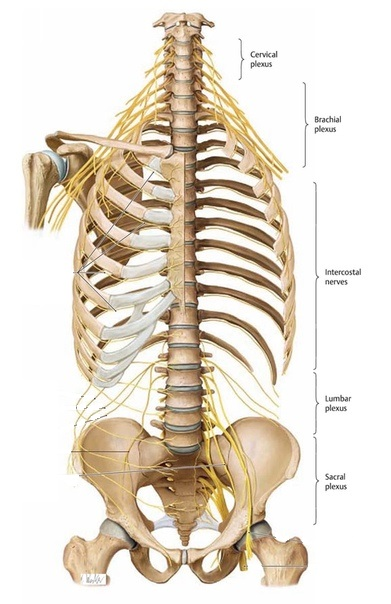 Cervical
plexus
Brachial
plexus
Intercostal
nerves
Lumbar
plexus
Sacral
plexus